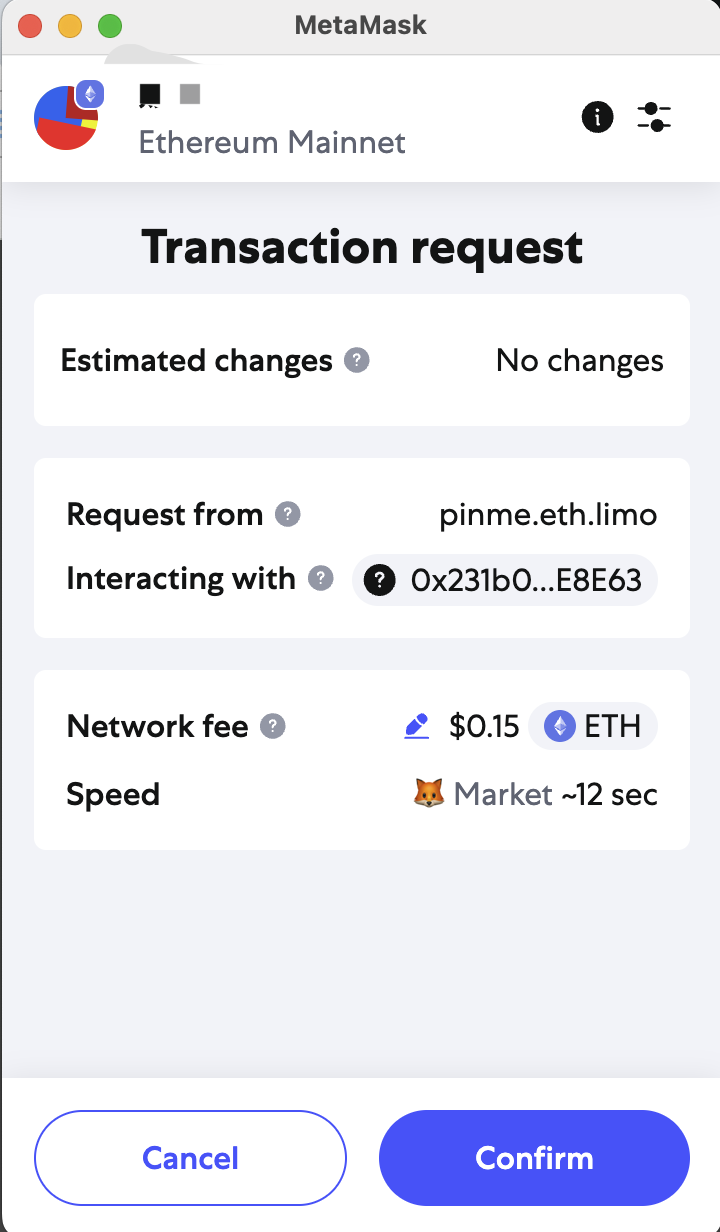 MetaMask
Ethereum Mainnet
Transaction request
Estimated changes ? No changes
Request from ? pinme.eth.limo
Interacting with ? ? 0x231b0...E8E63
Network fee ? $0.15 ETH
Speed 🦊 Market ~12 sec
Cancel Confirm